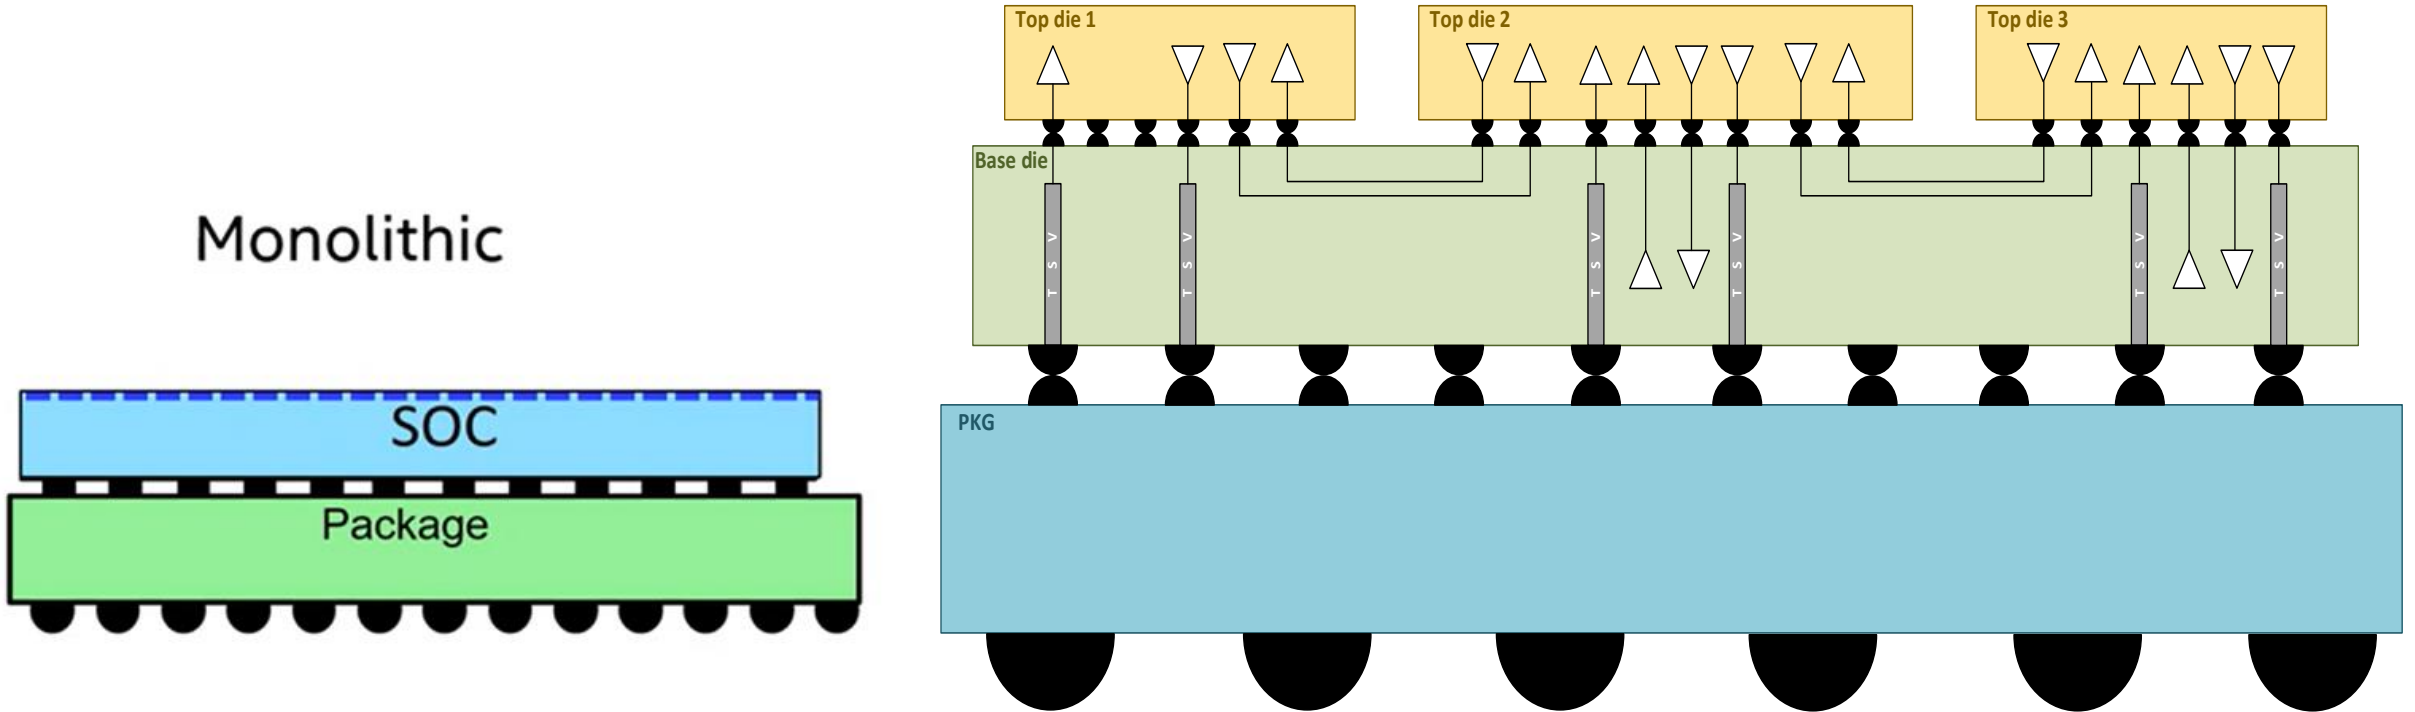 Monolithic
SOC
Package
Top die 1
Top die 2
Top die 3
Base die
TSV
TSV
TSV
TSV
TSV
TSV
PKG